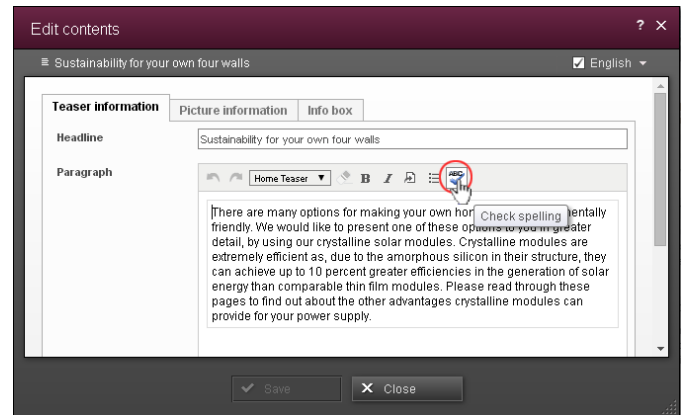 Edit contents ? ×
Sustainability for your own four walls English
Teaser information Picture information Info box
Headline Sustainability for your own four walls
Paragraph Home Teaser B I ABC
Check spelling
There are many options for making your own mentally
friendly. We would like to present one of these options to you in greater
detail, by using our crystalline solar modules. Crystalline modules are
extremely efficient as, due to the amorphous silicon in their structure, they
can achieve up to 10 percent greater efficiencies in the generation of solar
energy than comparable thin film modules. Please read through these
pages to find out about the other advantages crystalline modules can
provide for your power supply.
Save Close